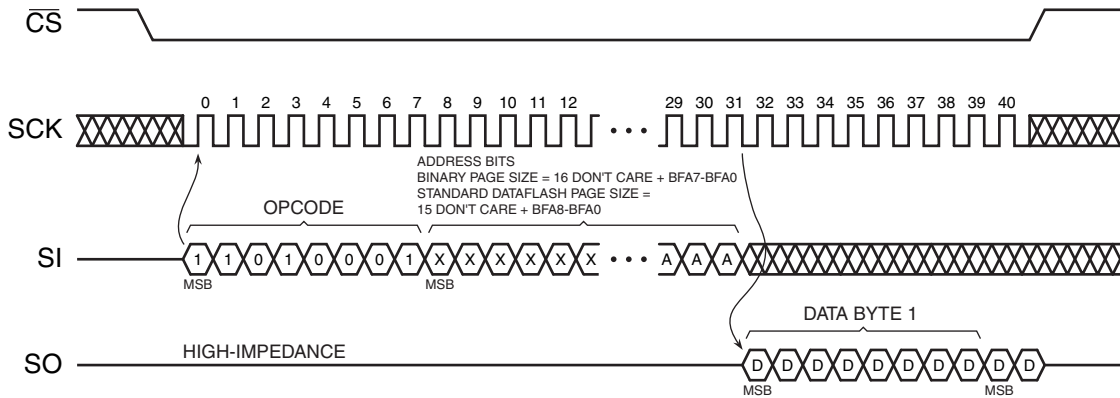 CS
0 1 2 3 4 5 6 7 8 9 10 11 12 29 30 31 32 33 34 35 36 37 38 39 40
SCK
ADDRESS BITS
BINARY PAGE SIZE = 16 DON'T CARE + BFA7-BFA0
STANDARD DATAFLASH PAGE SIZE =
15 DON'T CARE + BFA8-BFA0
OPCODE
SI 1 1 0 1 0 0 0 1 X X X X X X • • • A A A
MSB MSB
DATA BYTE 1
HIGH-IMPEDANCE
SO D D D D D D D D D D
MSB MSB